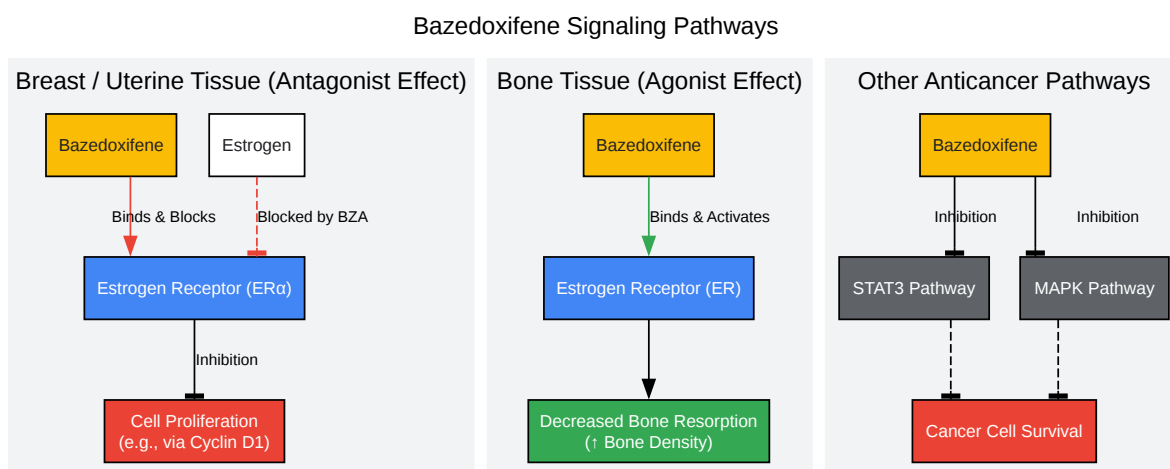 Bazedoxifene Signaling Pathways
Breast / Uterine Tissue (Antagonist Effect)
Bazedoxifene
Estrogen
Binds & Blocks
Blocked by BZA
Estrogen Receptor (ERα)
Inhibition
Cell Proliferation
(e.g., via Cyclin D1)
Bone Tissue (Agonist Effect)
Bazedoxifene
Binds & Activates
Estrogen Receptor (ER)
Decreased Bone Resorption
(↑ Bone Density)
Other Anticancer Pathways
Bazedoxifene
Inhibition
Inhibition
STAT3 Pathway
MAPK Pathway
Cancer Cell Survival